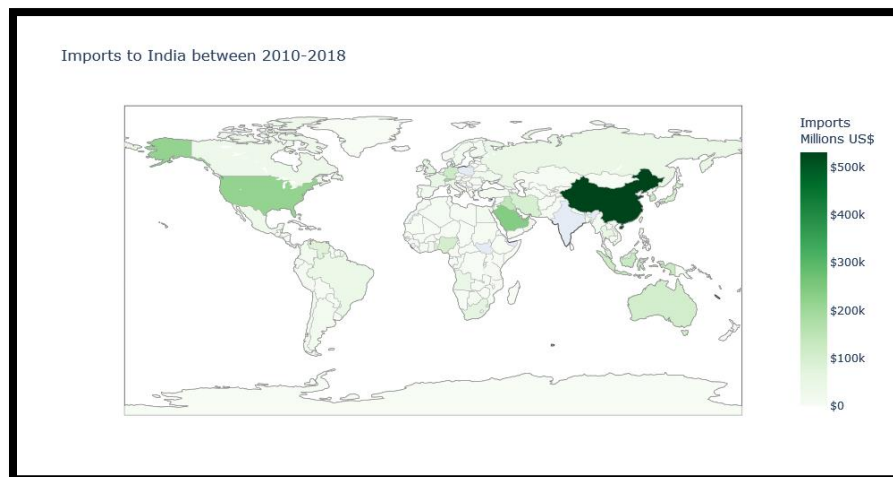 Imports to India between 2010-2018
Imports
Millions US$
$500k
$400k
$300k
$200k
$100k
$0